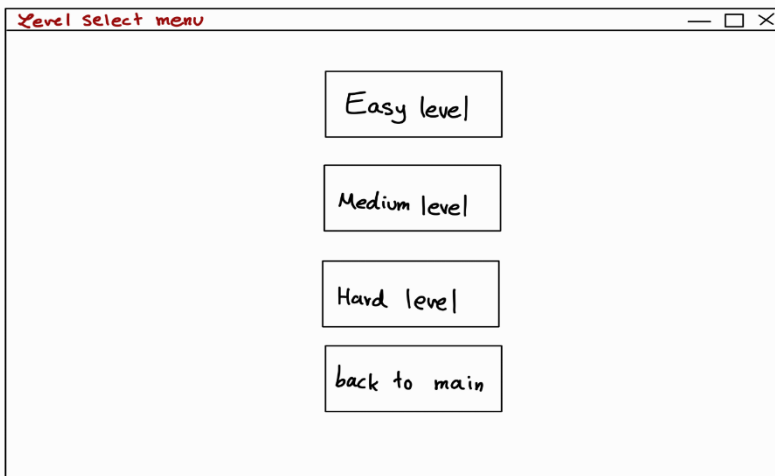 Level select menu
Easy level
Medium level
Hard level
back to main